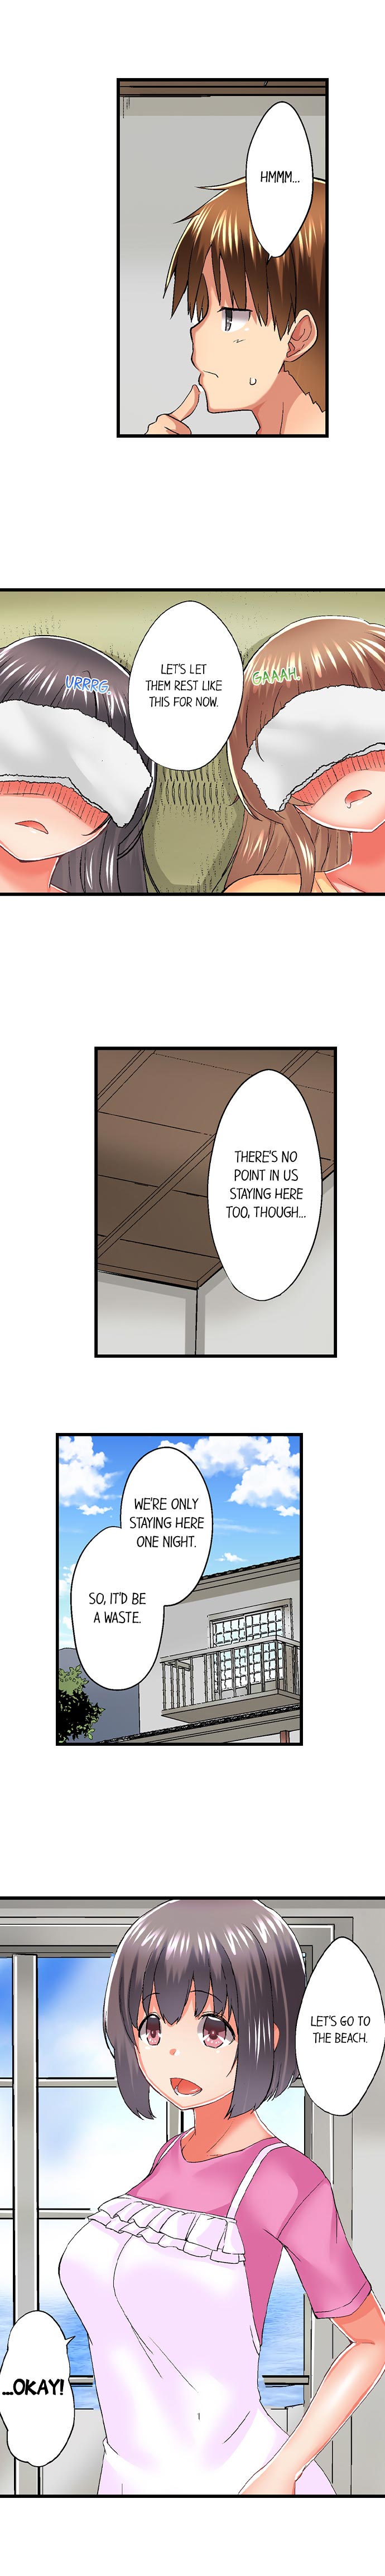 HMMM...
URRRG.
LET'S LET
THEM REST LIKE
THIS FOR NOW.
GAAAH.
THERE'S NO
POINT IN US
STAYING HERE
TOO, THOUGH...
WE'RE ONLY
STAYING HERE
ONE NIGHT.
SO, IT'D BE
A WASTE.
LET'S GO TO
THE BEACH.
...OKAY!
1